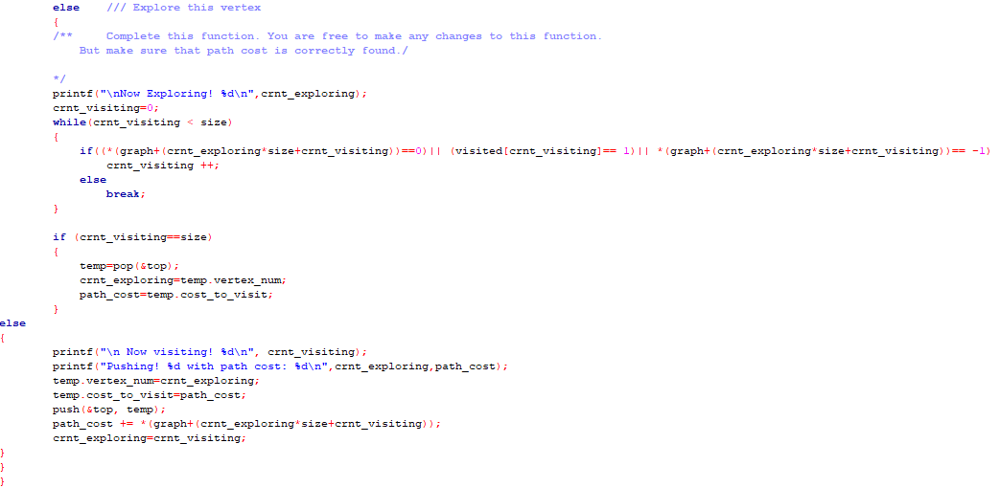 else    /// Explore this vertex
{
/**     Complete this function. You are free to make any changes to this function.
    But make sure that path cost is correctly found./
*/
printf("\nNow Exploring! %d\n",crnt_exploring);
crnt_visiting=0;
while(crnt_visiting < size)
{
    if((*(graph+(crnt_exploring*size+crnt_visiting))==0)|| (visited[crnt_visiting]== 1)|| *(graph+(crnt_exploring*size+crnt_visiting))== -1)
        crnt_visiting ++;
    else
        break;
}
if (crnt_visiting==size)
{
    temp=pop(&top);
    crnt_exploring=temp.vertex_num;
    path_cost=temp.cost_to_visit;
}
else
{
        printf("\n Now visiting! %d\n", crnt_visiting);
        printf("Pushing! %d with path cost: %d\n",crnt_exploring,path_cost);
        temp.vertex_num=crnt_exploring;
        temp.cost_to_visit=path_cost;
        push(&top, temp);
        path_cost += *(graph+(crnt_exploring*size+crnt_visiting));
        crnt_exploring=crnt_visiting;
}
}
}